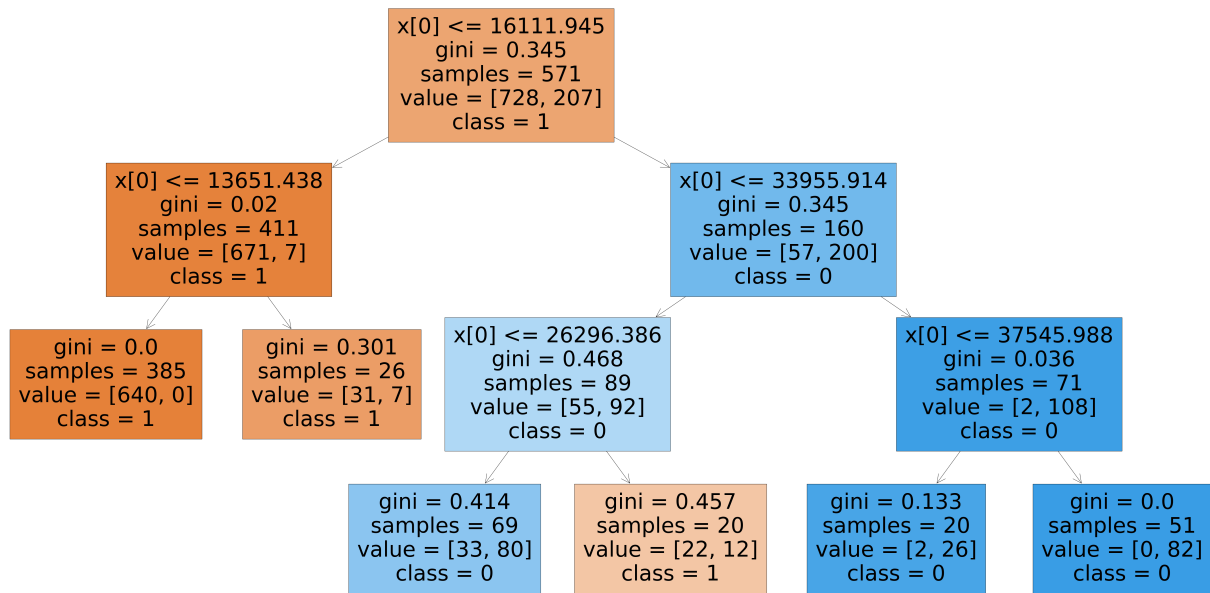 x[0] <= 16111.945
gini = 0.345
samples = 571
value = [728, 207]
class = 1
x[0] <= 13651.438
gini = 0.02
samples = 411
value = [671, 7]
class = 1
x[0] <= 33955.914
gini = 0.345
samples = 160
value = [57, 200]
class = 0
gini = 0.0
samples = 385
value = [640, 0]
class = 1
gini = 0.301
samples = 26
value = [31, 7]
class = 1
x[0] <= 26296.386
gini = 0.468
samples = 89
value = [55, 92]
class = 0
x[0] <= 37545.988
gini = 0.036
samples = 71
value = [2, 108]
class = 0
gini = 0.414
samples = 69
value = [33, 80]
class = 0
gini = 0.457
samples = 20
value = [22, 12]
class = 1
gini = 0.133
samples = 20
value = [2, 26]
class = 0
gini = 0.0
samples = 51
value = [0, 82]
class = 0